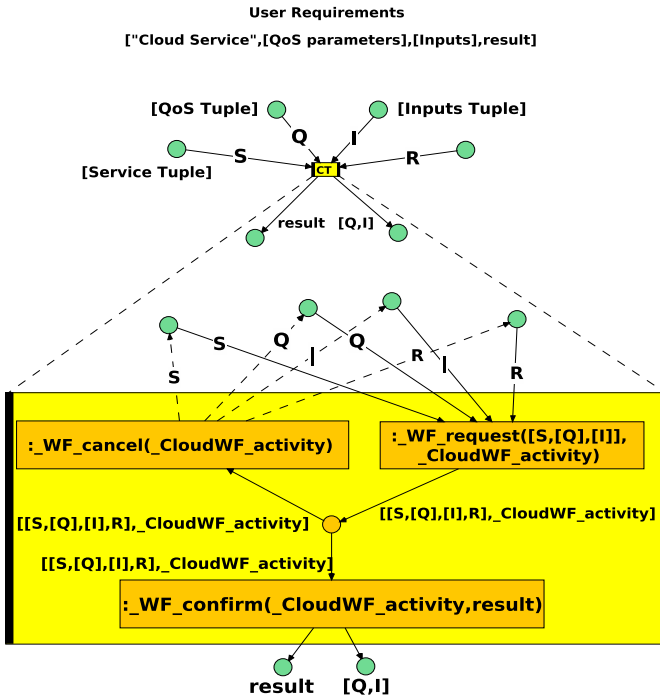 User Requirements
["Cloud Service",[QoS parameters],[Inputs],result]
[QoS Tuple]
[Inputs Tuple]
Q
I
S
R
[Service Tuple]
CT
result
[Q,I]
S
Q
I
S
Q
I
R
R
:_WF_cancel(_CloudWF_activity)
:_WF_request([S,[Q],[I]],
_CloudWF_activity)
[[S,[Q],[I],R],_CloudWF_activity]
[[S,[Q],[I],R],_CloudWF_activity]
[[S,[Q],[I],R],_CloudWF_activity]
:_WF_confirm(_CloudWF_activity,result)
result
[Q,I]